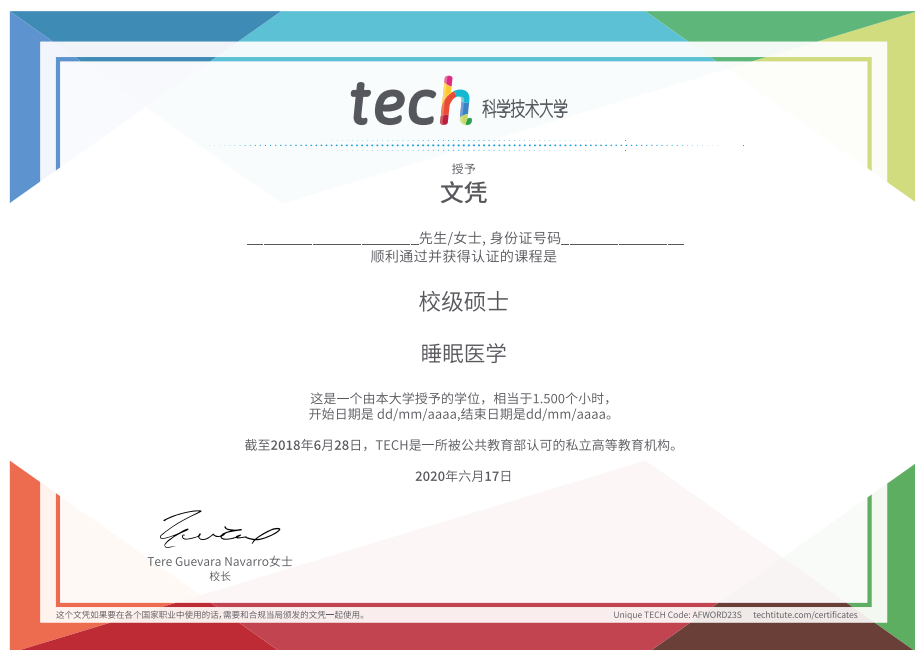 tech 科学技术大学
授予
文凭
_____________________先生/女士, 身份证号码_______________
顺利通过并获得认证的课程是
校级硕士
睡眠医学
这是一个由本大学授予的学位，相当于1.500个小时，
开始日期是 dd/mm/aaaa,结束日期是dd/mm/aaaa。
截至2018年6月28日，TECH是一所被公共教育部认可的私立高等教育机构。
2020年六月17日
Tere Guevara Navarro女士
校长
这个文凭如果要在各个国家职业中使用的话,需要和合规当局颁发的文凭一起使用。
Unique TECH Code: AFWORD23S techtitute.com/certificates